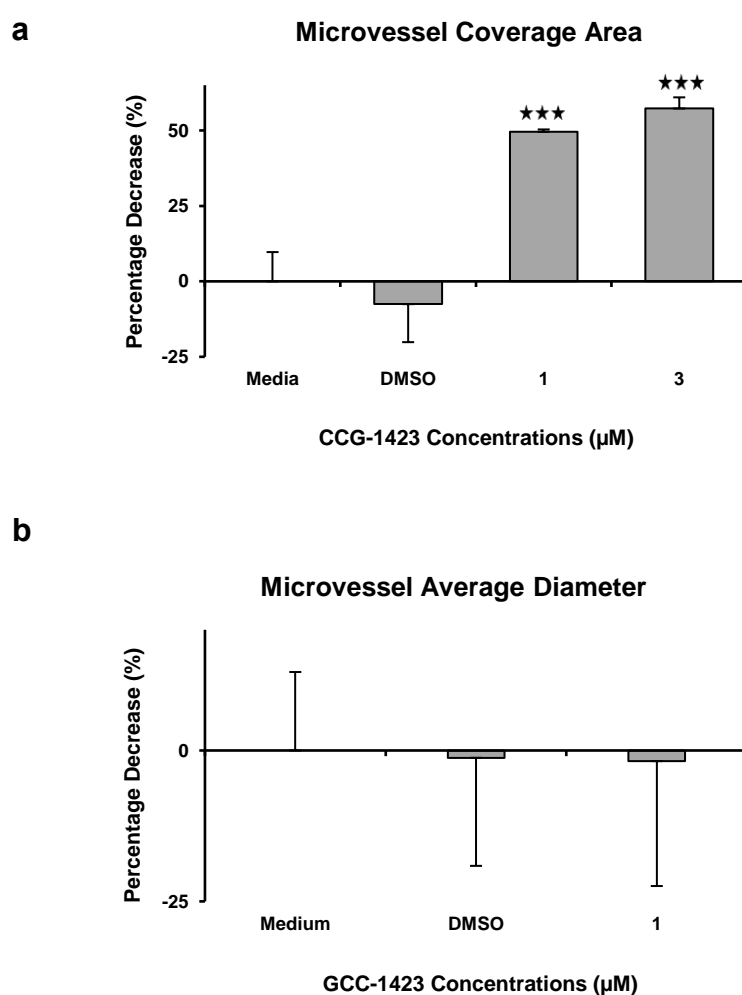 a
Microvessel Coverage Area
Percentage Decrease (%)
50
25
0
-25
★★★
★★★
Media DMSO 1 3
CCG-1423 Concentrations (µM)
b
Microvessel Average Diameter
Percentage Decrease (%)
0
-25
Medium DMSO 1
GCC-1423 Concentrations (µM)